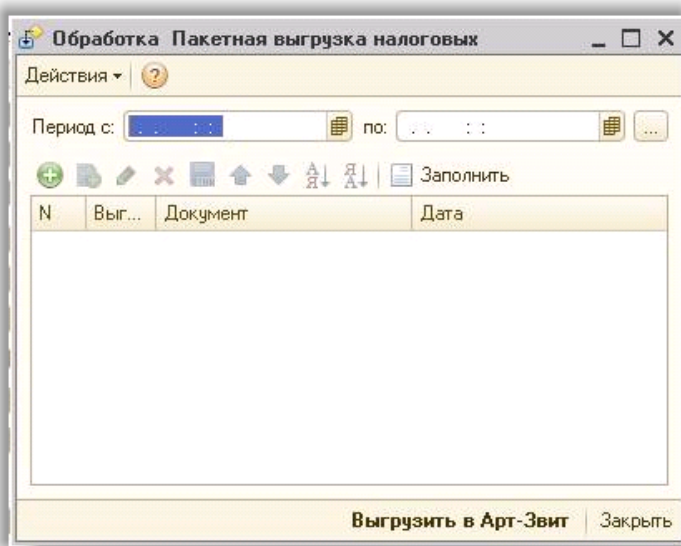 Обработка Пакетная выгрузка налоговых
Действия ?
Период с: . . : : по: . . : : ...
Заполнить
N Выг... Документ Дата
Выгрузить в Арт-Звит Закрыть